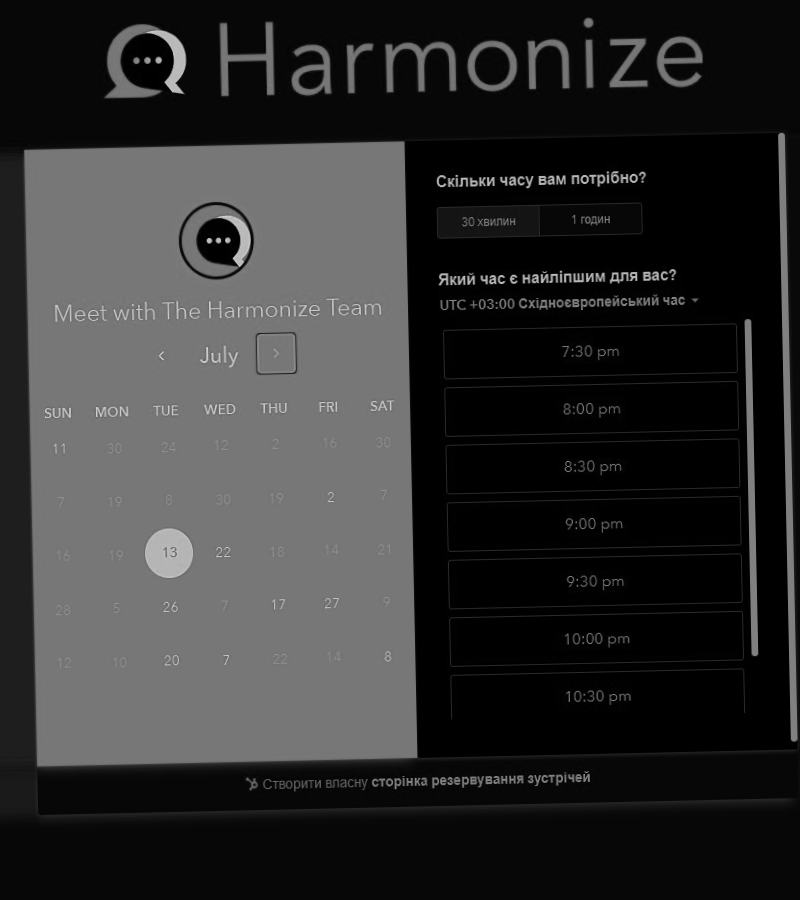 Harmonize
Meet with The Harmonize Team
July
SUN MON TUE WED THU FRI SAT
11 30 24 12 2 16 30
7 19 8 30 19 2 7
16 19 13 22 18 14 21
28 5 26 7 17 27 9
12 10 20 7 22 14 8
Скільки часу вам потрібно?
30 хвилин 1 годин
Який час є найліпшим для вас?
UTC +03:00 Східноєвропейський час
7:30 pm
8:00 pm
8:30 pm
9:00 pm
9:30 pm
10:00 pm
10:30 pm
Створити власну сторінка резервування зустрічей